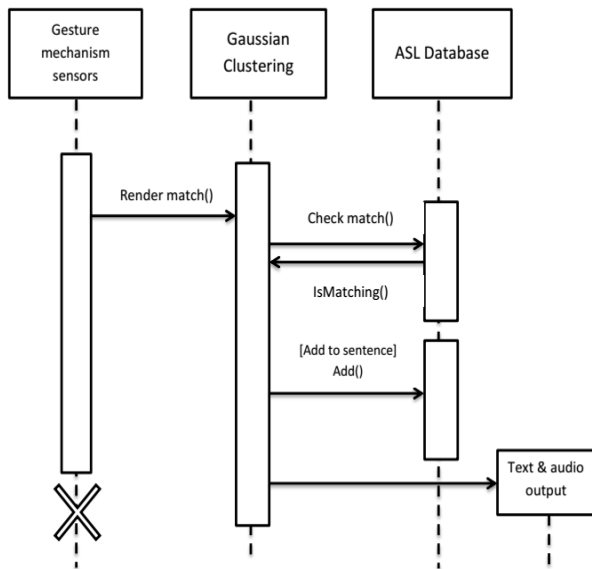 Gesture
mechanism
sensors
Gaussian
Clustering
ASL Database
Render match()
Check match()
IsMatching()
[Add to sentence]
Add()
Text & audio
output